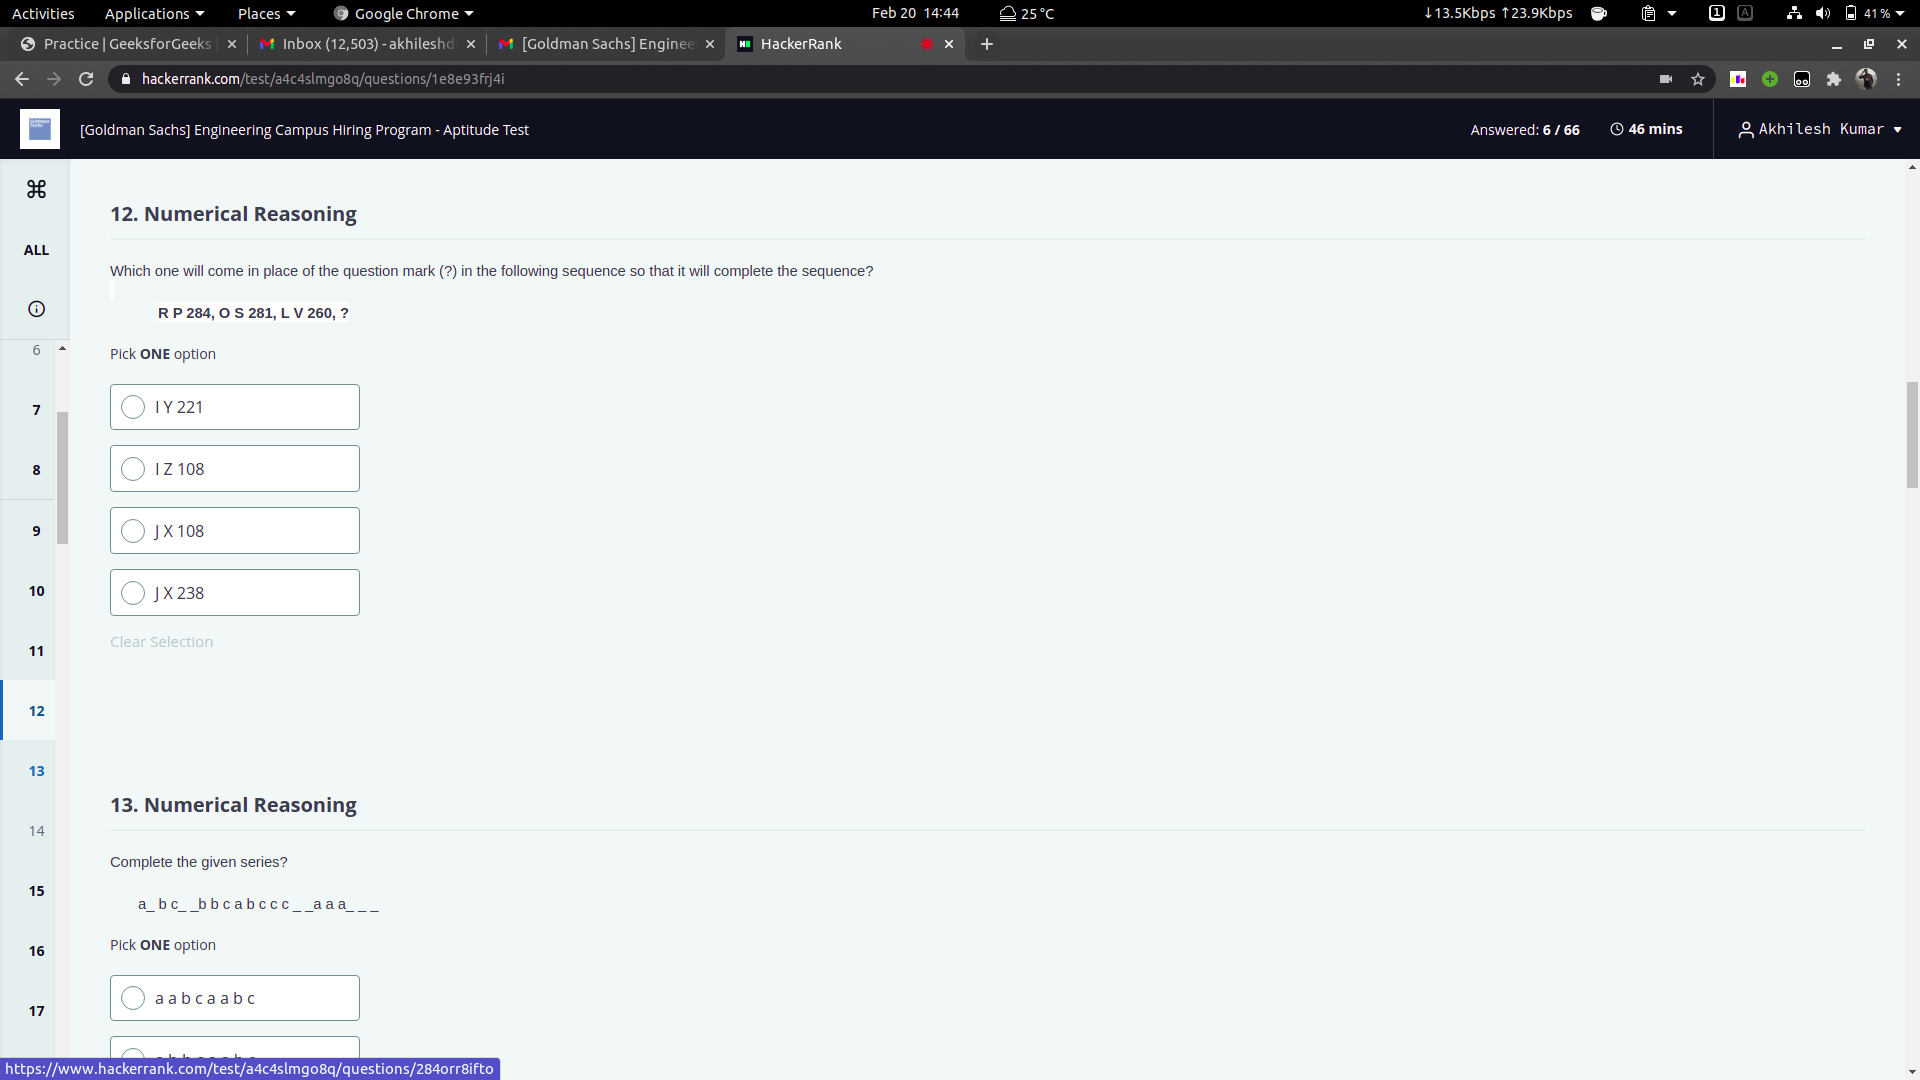 Activities Applications Places Google Chrome Feb 20 14:44 25 °C ↓13.5Kbps ↑23.9Kbps 1 A 41 %
Practice | GeeksforGeeks Inbox (12,503) - akhileshd [Goldman Sachs] Enginee HackerRank
hackerrank.com/test/a4c4slmgo8q/questions/1e8e93frj4i
[Goldman Sachs] Engineering Campus Hiring Program - Aptitude Test Answered: 6 / 66 46 mins Akhilesh Kumar
ALL
6
7
8
9
10
11
12
13
14
15
16
17
12. Numerical Reasoning
Which one will come in place of the question mark (?) in the following sequence so that it will complete the sequence?
R P 284, O S 281, L V 260, ?
Pick ONE option
I Y 221
I Z 108
J X 108
J X 238
Clear Selection
13. Numerical Reasoning
Complete the given series?
a_ b c_ _b b c a b c c c _ _a a a_ _ _
Pick ONE option
a a b c a a b c
https://www.hackerrank.com/test/a4c4slmgo8q/questions/284orr8ifto